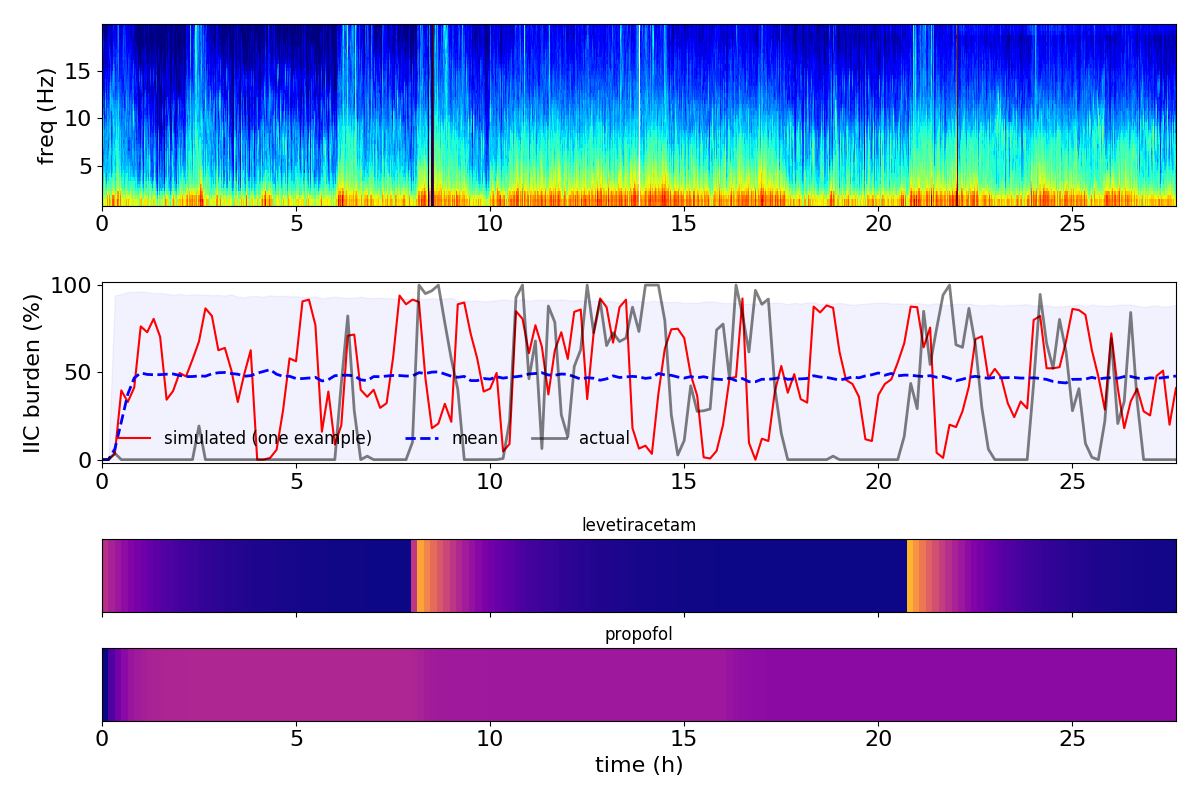 15
10
5
freq (Hz)
0 5 10 15 20 25
100
50
0
IIC burden (%)
simulated (one example) mean actual
0 5 10 15 20 25
levetiracetam
propofol
0 5 10 15 20 25
time (h)